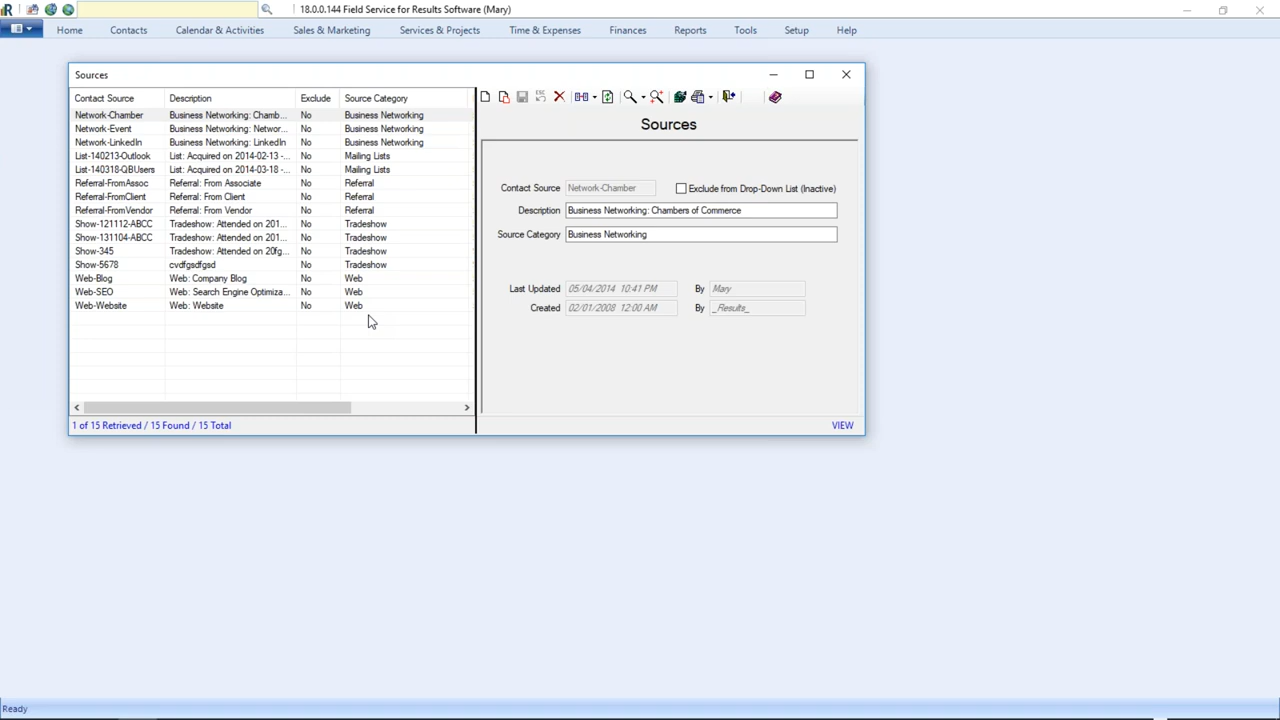 18.0.0.144 Field Service for Results Software (Mary)
Home Contacts Calendar & Activities Sales & Marketing Services & Projects Time & Expenses Finances Reports Tools Setup Help
Sources
Contact Source Description Exclude Source Category
Network-Chamber Business Networking: Chamb... No Business Networking
Network-Event Business Networking: Networ... No Business Networking
Network-LinkedIn Business Networking: LinkedIn No Business Networking
List-140213-Outlook List: Acquired on 2014-02-13 -... No Mailing Lists
List-140318-QBUsers List: Acquired on 2014-03-18 -... No Mailing Lists
Referral-FromAssoc Referral: From Associate No Referral
Referral-FromClient Referral: From Client No Referral
Referral-FromVendor Referral: From Vendor No Referral
Show-121112-ABCC Tradeshow: Attended on 201... No Tradeshow
Show-131104-ABCC Tradeshow: Attended on 201... No Tradeshow
Show-345 Tradeshow: Attended on 20fg... No Tradeshow
Show-5678 cvdfgsdfgsd No Tradeshow
Web-Blog Web: Company Blog No Web
Web-SEO Web: Search Engine Optimiza... No Web
Web-Website Web: Website No Web
1 of 15 Retrieved / 15 Found / 15 Total
Sources
Contact Source Network-Chamber Exclude from Drop-Down List (Inactive)
Description Business Networking: Chambers of Commerce
Source Category Business Networking
Last Updated 05/04/2014 10:41 PM By Mary
Created 02/01/2008 12:00 AM By _Results_
VIEW
Ready